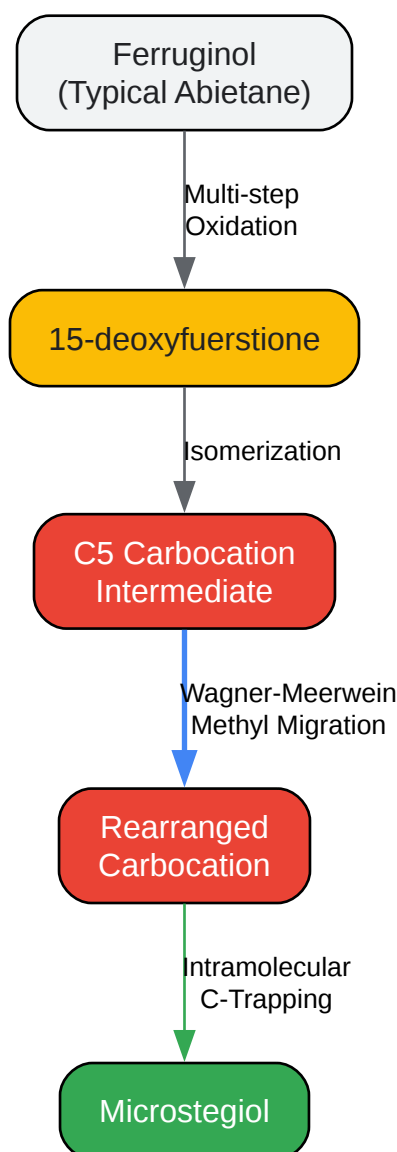 Ferruginol
(Typical Abietane)
Multi-step
Oxidation
15-deoxyfuerstione
Isomerization
C5 Carbocation
Intermediate
Wagner-Meerwein
Methyl Migration
Rearranged
Carbocation
Intramolecular
C-Trapping
Microstegiol